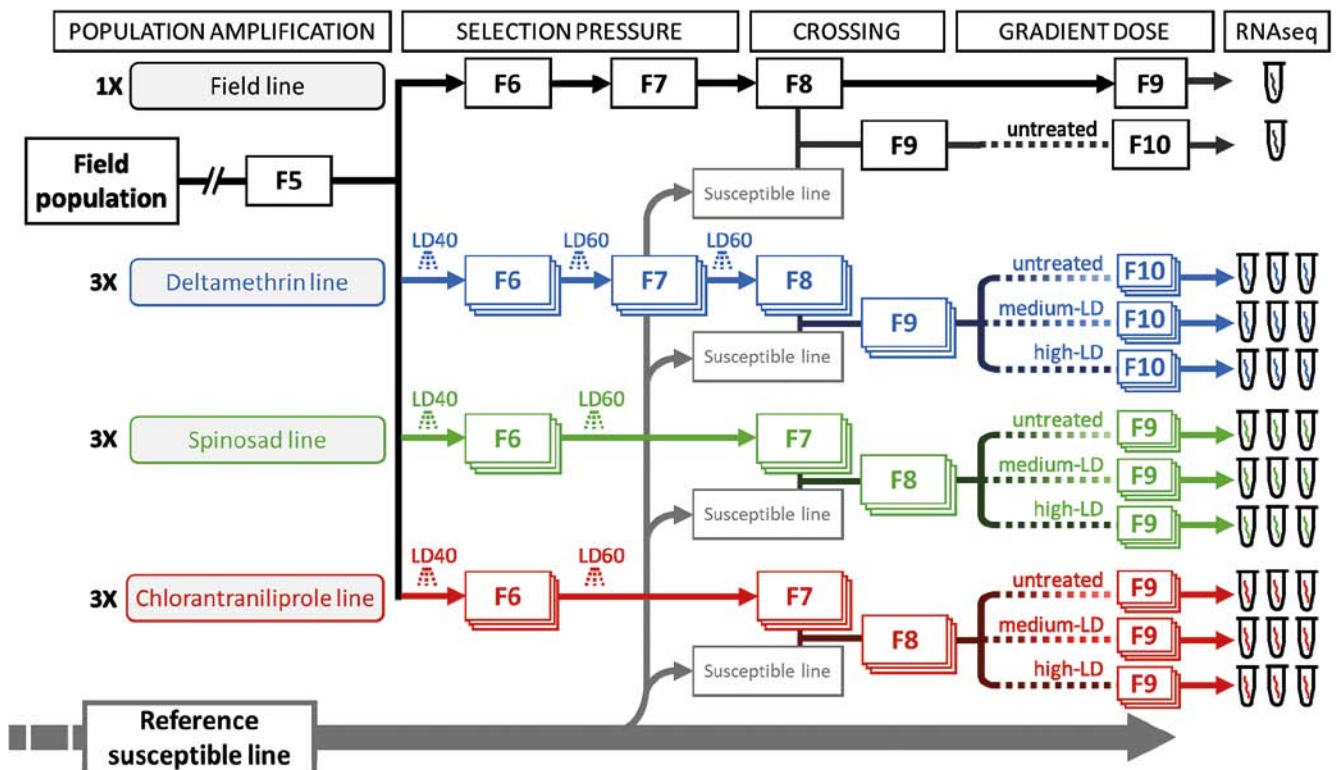 POPULATION AMPLIFICATION SELECTION PRESSURE CROSSING GRADIENT DOSE RNAseq
1X Field line F6 F7 F8 F9
Field population F5 F9 untreated F10
Susceptible line
LD40 LD60 LD60
3X Deltamethrin line F6 F7 F8 F9
untreated F10
medium-LD F10
high-LD F10
Susceptible line
LD40 LD60
3X Spinosad line F6 F7 F8
untreated F9
medium-LD F9
high-LD F9
Susceptible line
LD40 LD60
3X Chlorantraniliprole line F6 F7 F8
untreated F9
medium-LD F9
high-LD F9
Susceptible line
Reference
susceptible line